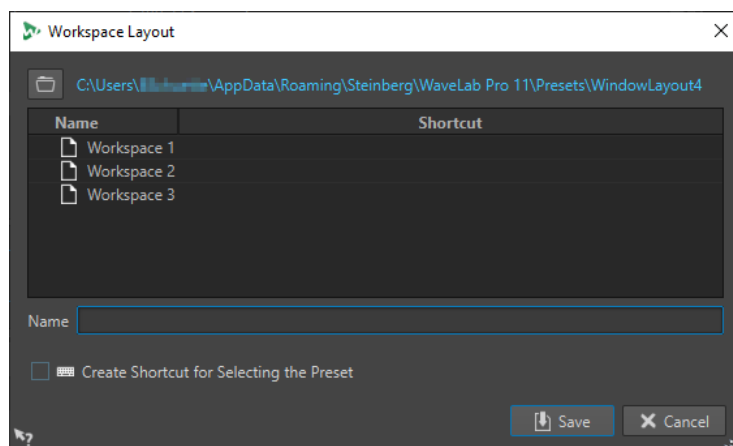 Workspace Layout
C:\Users\ \AppData\Roaming\Steinberg\WaveLab Pro 11\Presets\WindowLayout4
Name Shortcut
Workspace 1
Workspace 2
Workspace 3
Name
Create Shortcut for Selecting the Preset
Save Cancel